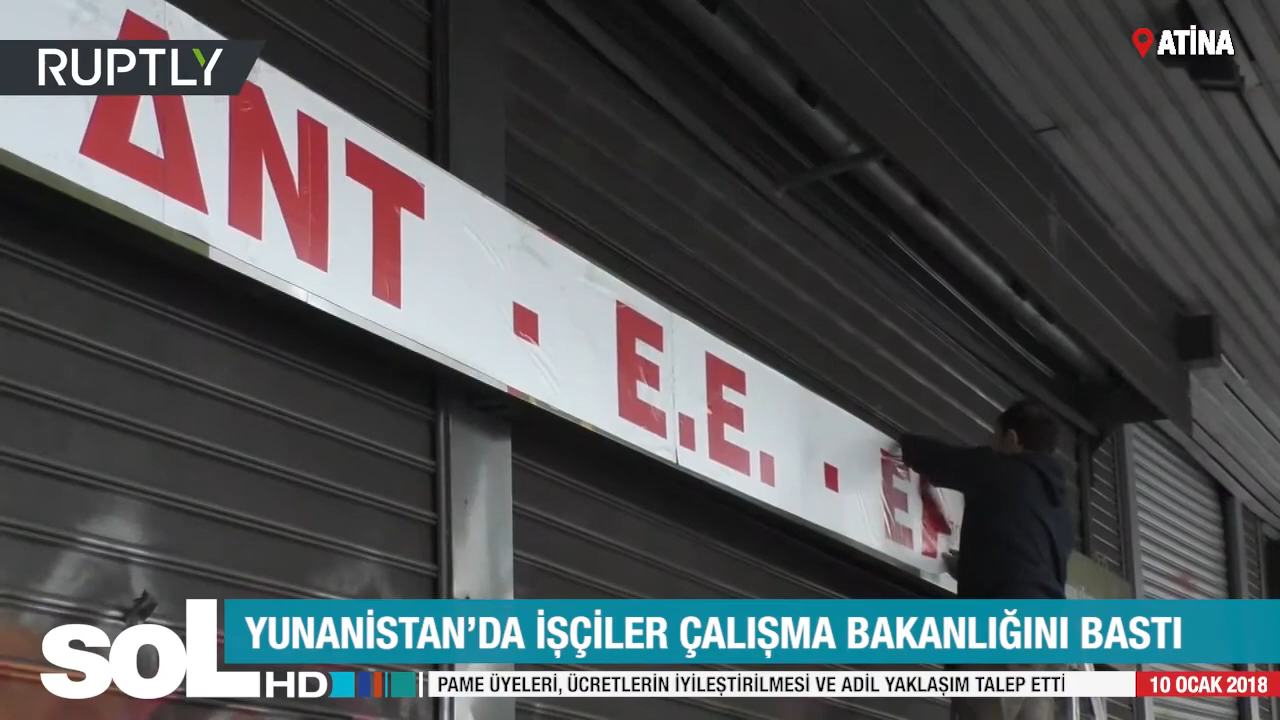 RUPTLY
ATİNA
ΑΝΤ . Ε.Ε. .
soL HD
YUNANİSTAN’DA İŞÇİLER ÇALIŞMA BAKANLIĞINI BASTI
PAME ÜYELERİ, ÜCRETLERİN İYİLEŞTİRİLMESİ VE ADİL YAKLAŞIM TALEP ETTİ
10 OCAK 2018